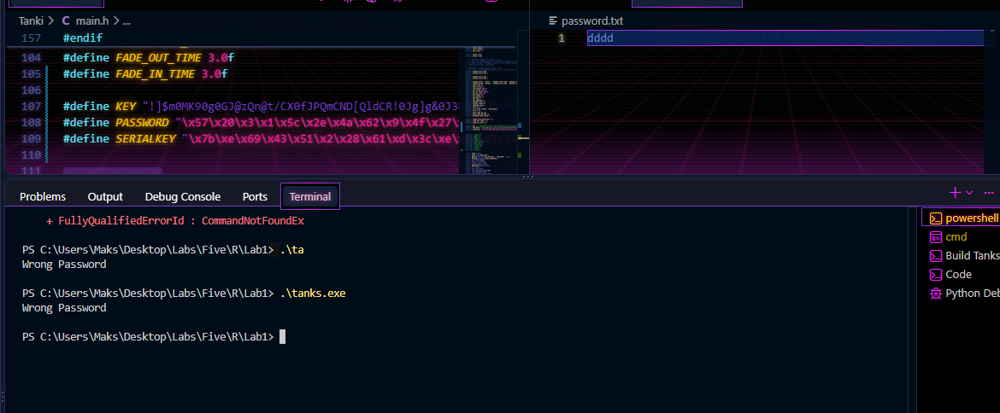 Tanki > C main.h > ...
157 #endif
104 #define FADE_OUT_TIME 3.0f
105 #define FADE_IN_TIME 3.0f
106
107 #define KEY "!]$m0MK90g0GJ@zQn@t/CX0fJPQmCND[QldCR!0Jg]g&0J3
108 #define PASSWORD "\x57\x20\x3\x1\x5c\x2e\x4a\x62\x9\x4f\x27\
109 #define SERIALKEY "\x7b\xe\x69\x43\x51\x2\x28\x61\xd\x3c\xe\
110
111
password.txt
1 dddd
Problems Output Debug Console Ports Terminal
+ FullyQualifiedErrorId : CommandNotFoundEx
PS C:\Users\Maks\Desktop\Labs\Five\R\Lab1> .\ta
Wrong Password
PS C:\Users\Maks\Desktop\Labs\Five\R\Lab1> .\tanks.exe
Wrong Password
PS C:\Users\Maks\Desktop\Labs\Five\R\Lab1>
powershell
cmd
Build Tanks
Code
Python Deb